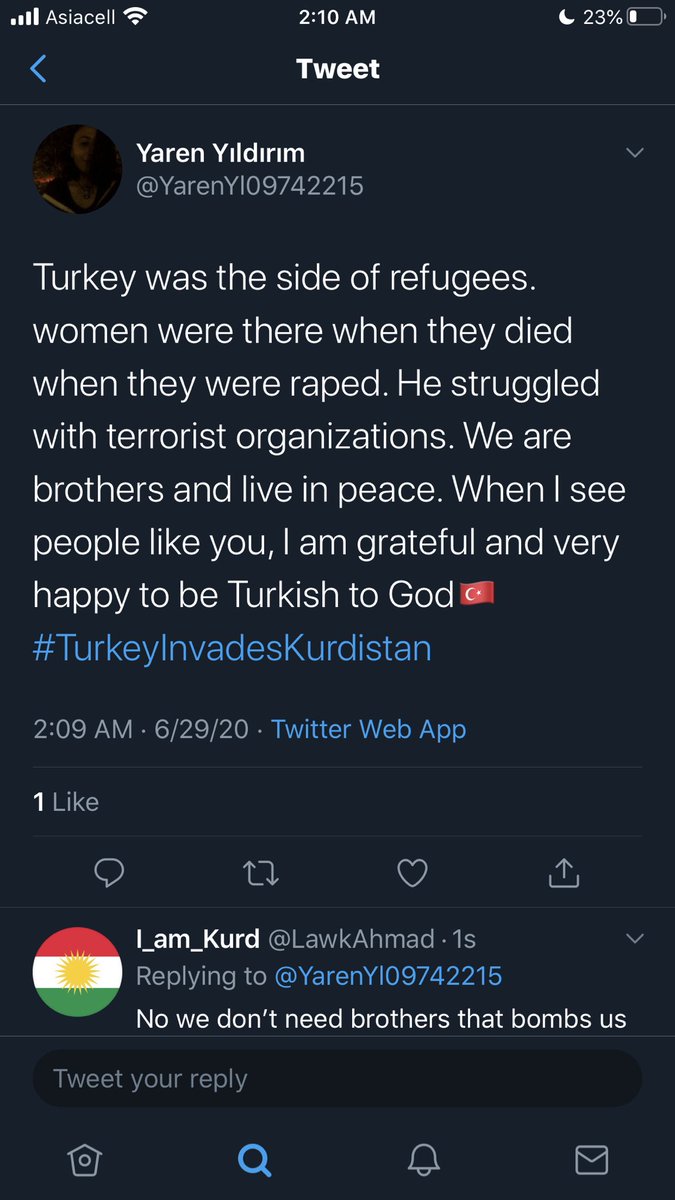 Asiacell 2:10 AM 23%
Tweet
Yaren Yıldırım
@YarenYl09742215
Turkey was the side of refugees.
women were there when they died
when they were raped. He struggled
with terrorist organizations. We are
brothers and live in peace. When I see
people like you, I am grateful and very
happy to be Turkish to God🇹🇷
#TurkeyInvadesKurdistan
2:09 AM · 6/29/20 · Twitter Web App
1 Like
I_am_Kurd @LawkAhmad · 1s
Replying to @YarenYl09742215
No we don’t need brothers that bombs us
Tweet your reply